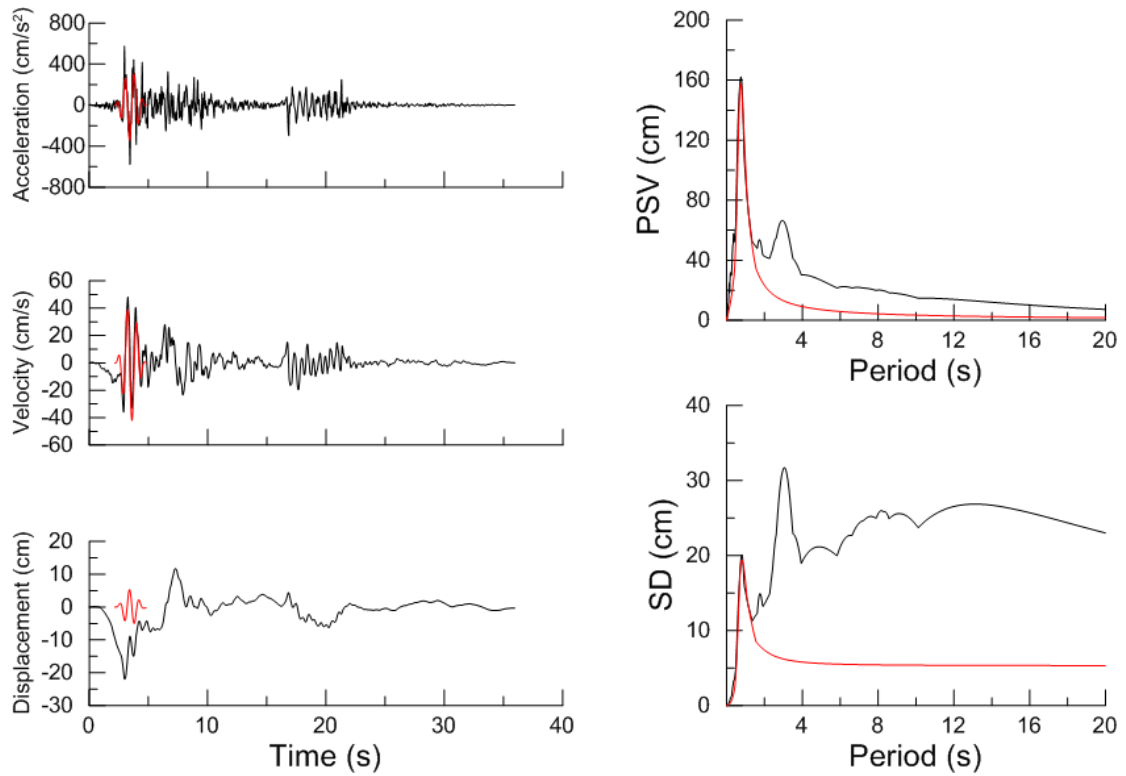 800
400
0
-400
-800
Acceleration (cm/s²)
60
40
20
0
-20
-40
-60
Velocity (cm/s)
20
10
0
-10
-20
-30
Displacement (cm)
0 10 20 30 40
Time (s)
200
160
120
80
40
0
PSV (cm)
4 8 12 16 20
Period (s)
40
30
20
10
0
SD (cm)
4 8 12 16 20
Period (s)